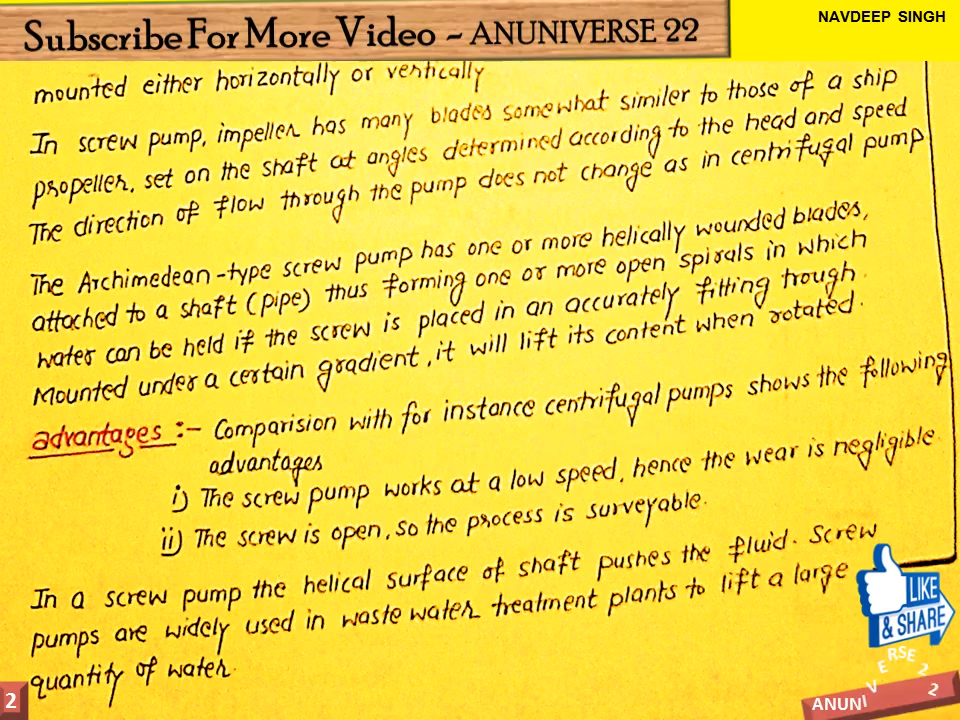 Subscribe For More Video - ANUNIVERSE 22
NAVDEEP SINGH
mounted either horizontally or vertically
In screw pump, impeller has many blades somewhat similer to those of a ship
propeller, set on the shaft at angles determined according to the head and speed
The direction of flow through the pump does not change as in centrifugal pump
The Archimedean-type screw pump has one or more helically wounded blades,
attached to a shaft (pipe) thus forming one or more open spirals in which
water can be held if the screw is placed in an accurately fitting trough.
Mounted under a certain gradient, it will lift its content when rotated.
advantages :- Comparision with for instance centrifugal pumps shows the following
advantages
i) The screw pump works at a low speed, hence the wear is negligible.
ii) The screw is open, so the process is surveyable.
In a screw pump the helical surface of shaft pushes the fluid. Screw
pumps are widely used in waste water treatment plants to lift a large
quantity of water.
LIKE
& SHARE
ANUNIVERSE 22
2